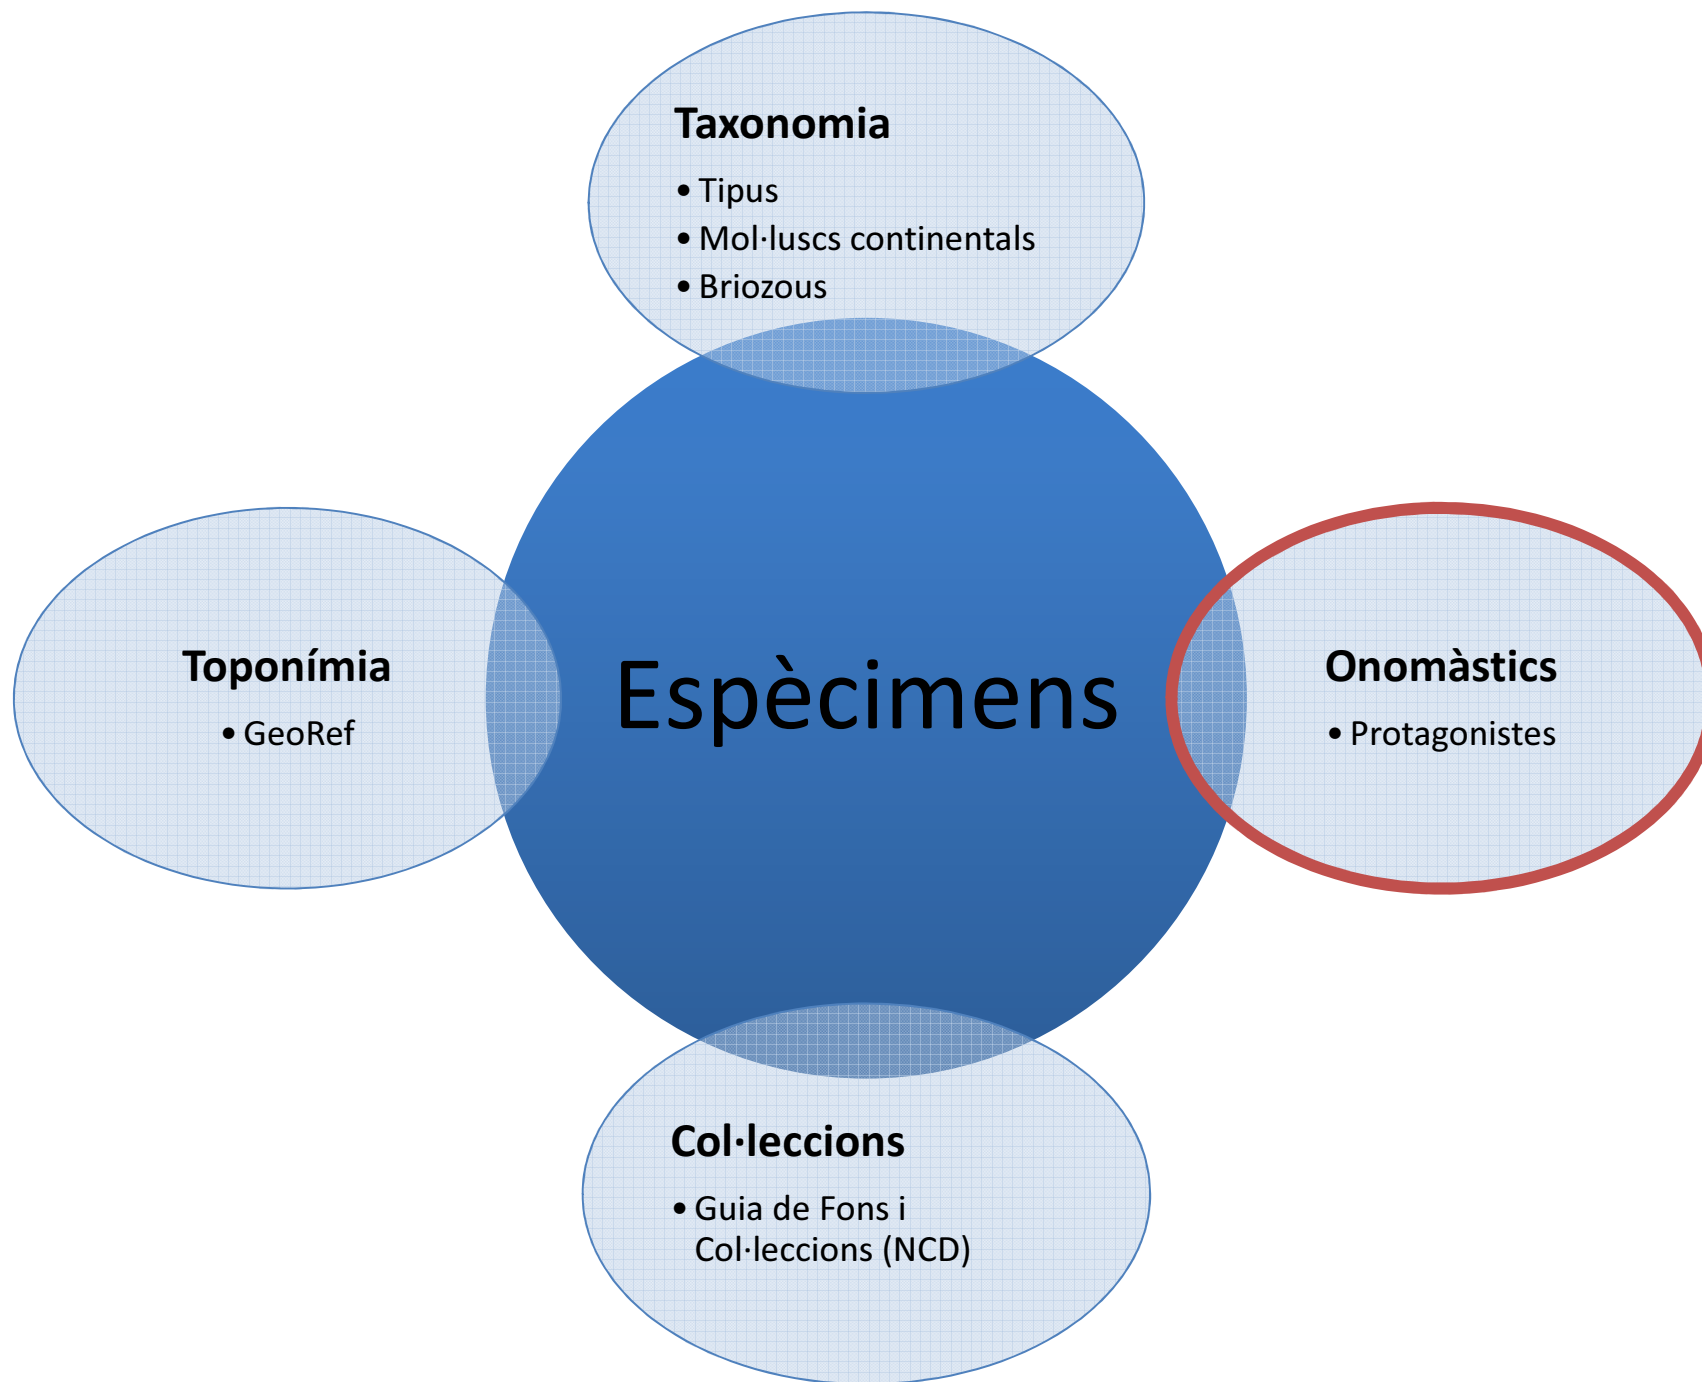 Taxonomia
• Tipus
• Mol·luscs continentals
• Briozous
Toponímia
• GeoRef
Espècimens
Onomàstics
• Protagonistes
Col·leccions
• Guia de Fons i
Col·leccions (NCD)